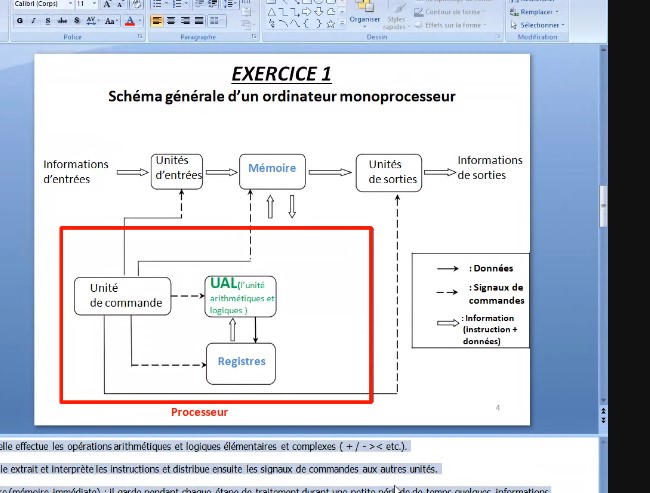 Calibri (Corps)
11
Organiser
Styles
rapides
Contour de forme
Effets sur la forme
Remplacer
Sélectionner
Police
Paragraphe
Dessin
Modification
EXERCICE 1
Schéma générale d'un ordinateur monoprocesseur
Informations
d'entrées
Unités
d'entrées
Mémoire
Unités
de sorties
Informations
de sorties
Unité
de commande
UAL(l'unité
arithmétiques et
logiques )
Registres
: Données
: Signaux de
commandes
: Information
(instruction +
données)
Processeur
4
elle effectue les opérations arithmétiques et logiques élémentaires et complexes ( + / - >< etc.).
le extrait et interprète les instructions et distribue ensuite les signaux de commandes aux autres unités.
(mémoire immédiate) : il garde pendant chaque étape de traitement durant une petite période de temps quelques informations